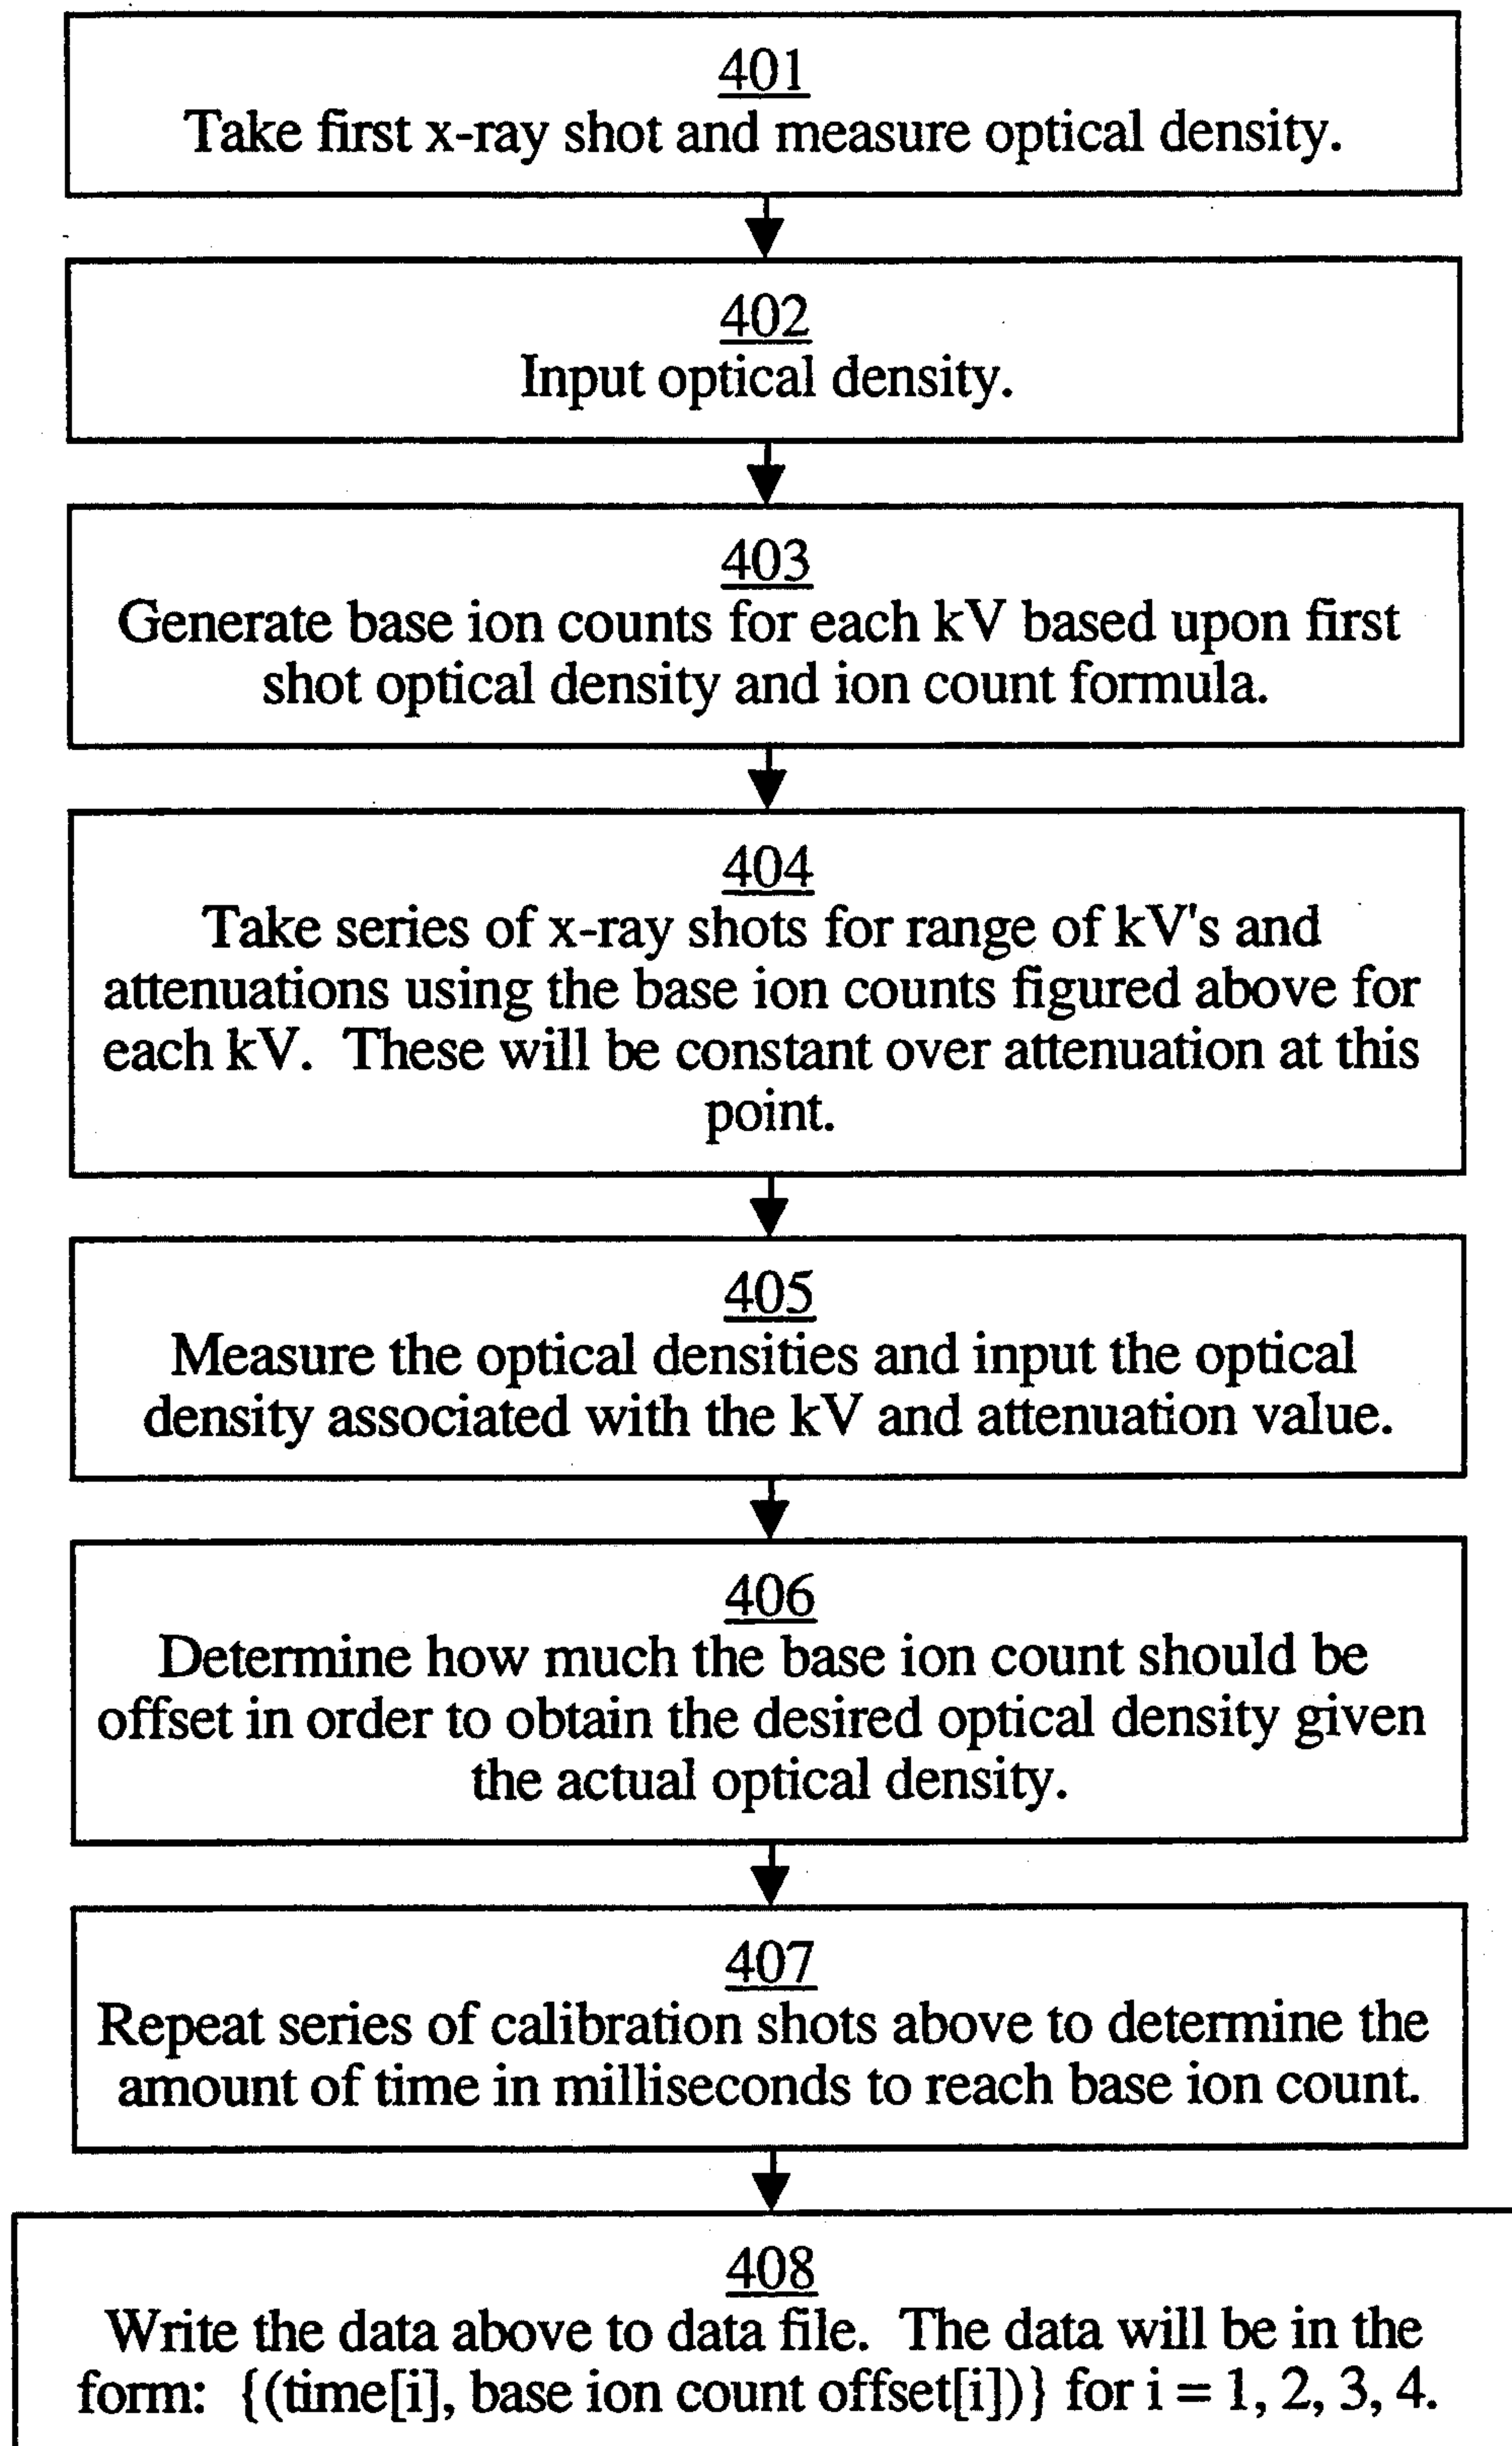 401
Take first x-ray shot and measure optical density.
402
Input optical density.
403
Generate base ion counts for each kV based upon first
shot optical density and ion count formula.
404
Take series of x-ray shots for range of kV's and
attenuations using the base ion counts figured above for
each kV.  These will be constant over attenuation at this
point.
405
Measure the optical densities and input the optical
density associated with the kV and attenuation value.
406
Determine how much the base ion count should be
offset in order to obtain the desired optical density given
the actual optical density.
407
Repeat series of calibration shots above to determine the
amount of time in milliseconds to reach base ion count.
408
Write the data above to data file.  The data will be in the
form:  {(time[i], base ion count offset[i])} for i = 1, 2, 3, 4.